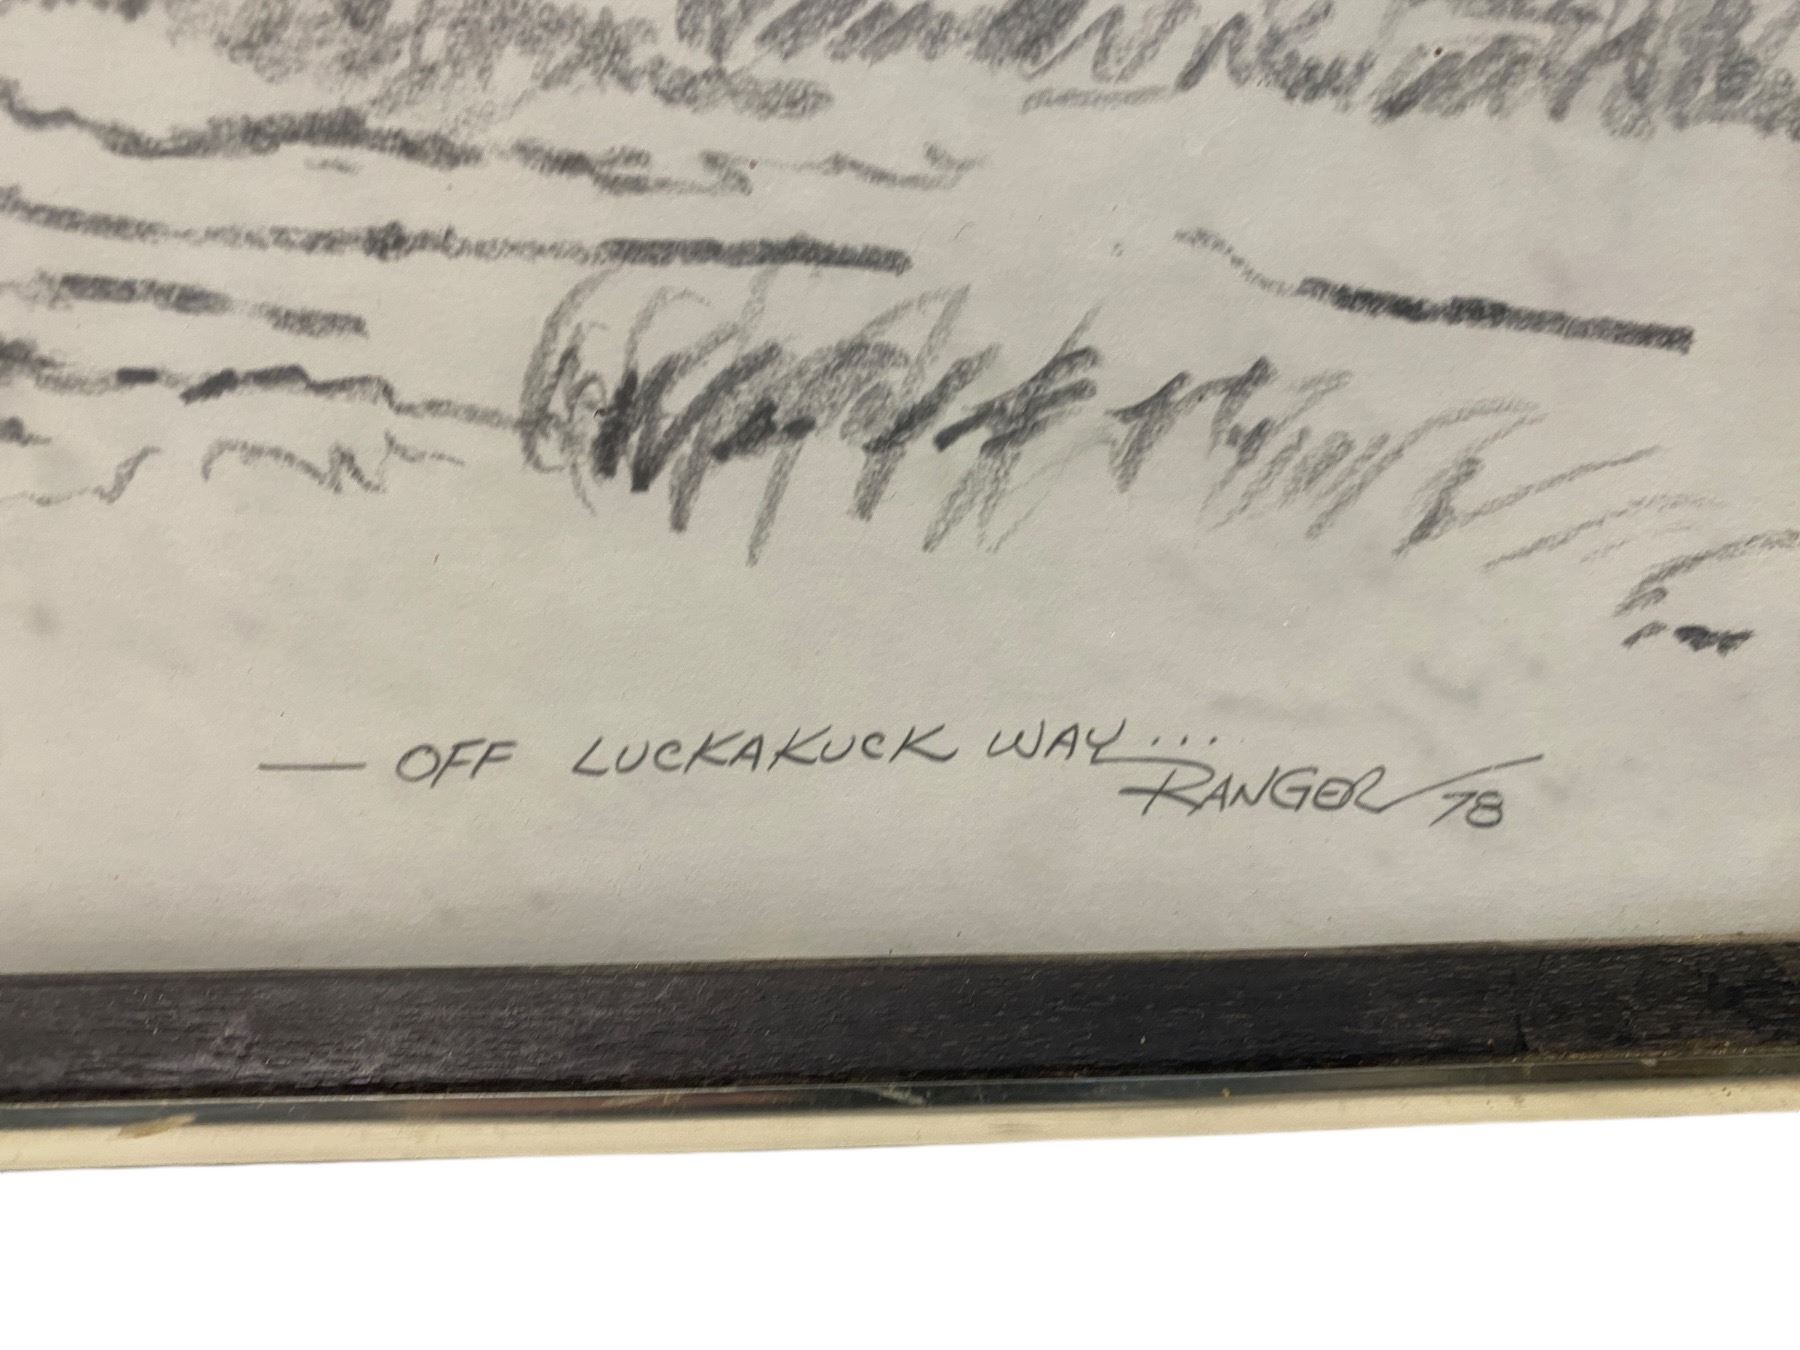 — OFF LUCKAKUCK WAY...
RANGER /78